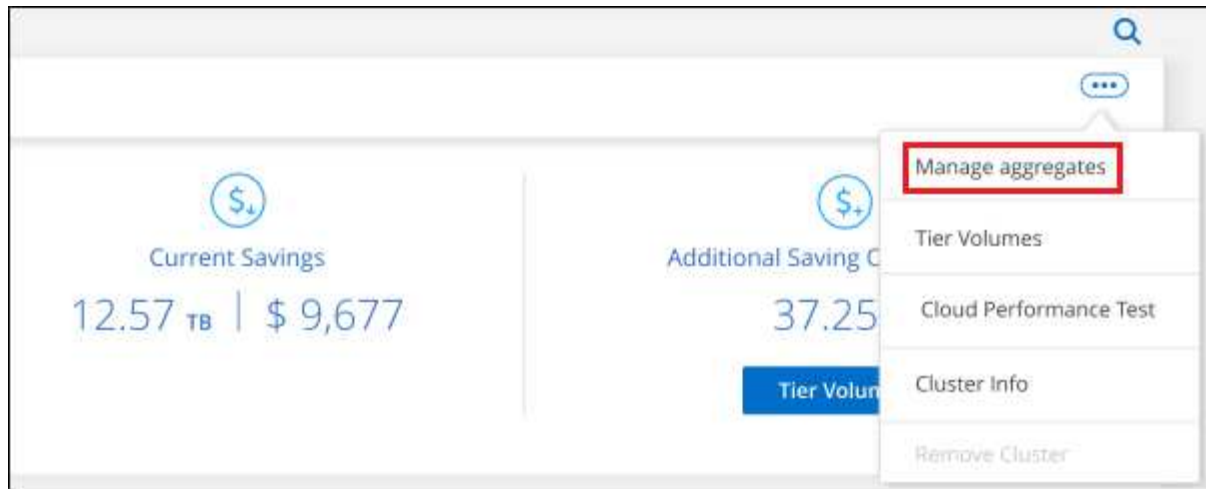 Manage aggregates
Current Savings
12.57 TB | $ 9,677
Additional Saving
37.25
Tier
Tier Volumes
Cloud Performance Test
Cluster Info
Remove Cluster